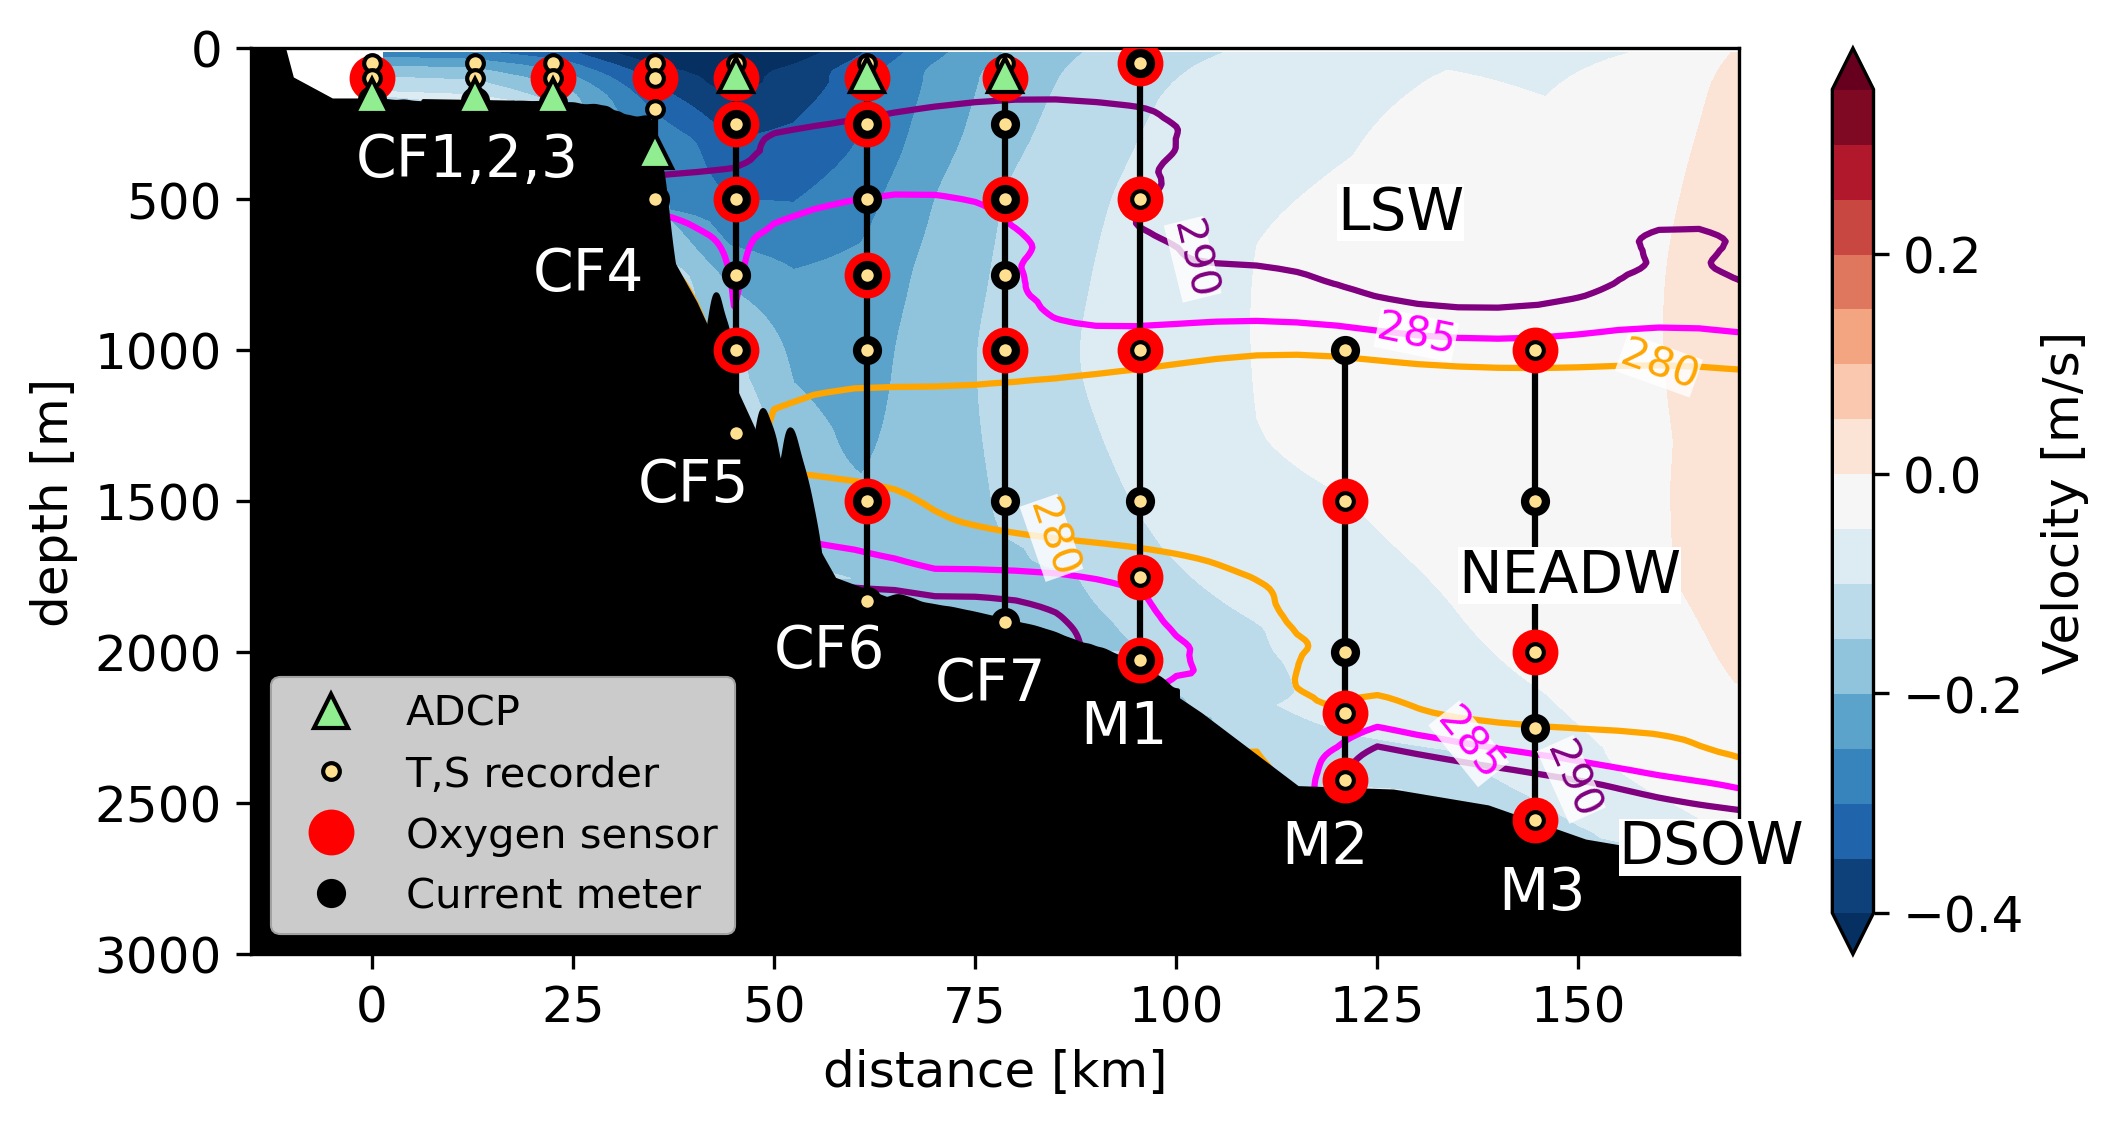 0
500
1000
1500
2000
2500
3000
depth [m]
0
25
50
75
100
125
150
distance [km]
CF1,2,3
CF4
CF5
CF6
CF7
M1
M2
M3
LSW
NEADW
DSOW
290
285
280
280
285
290
ADCP
T,S recorder
Oxygen sensor
Current meter
0.2
0.0
−0.2
−0.4
Velocity [m/s]